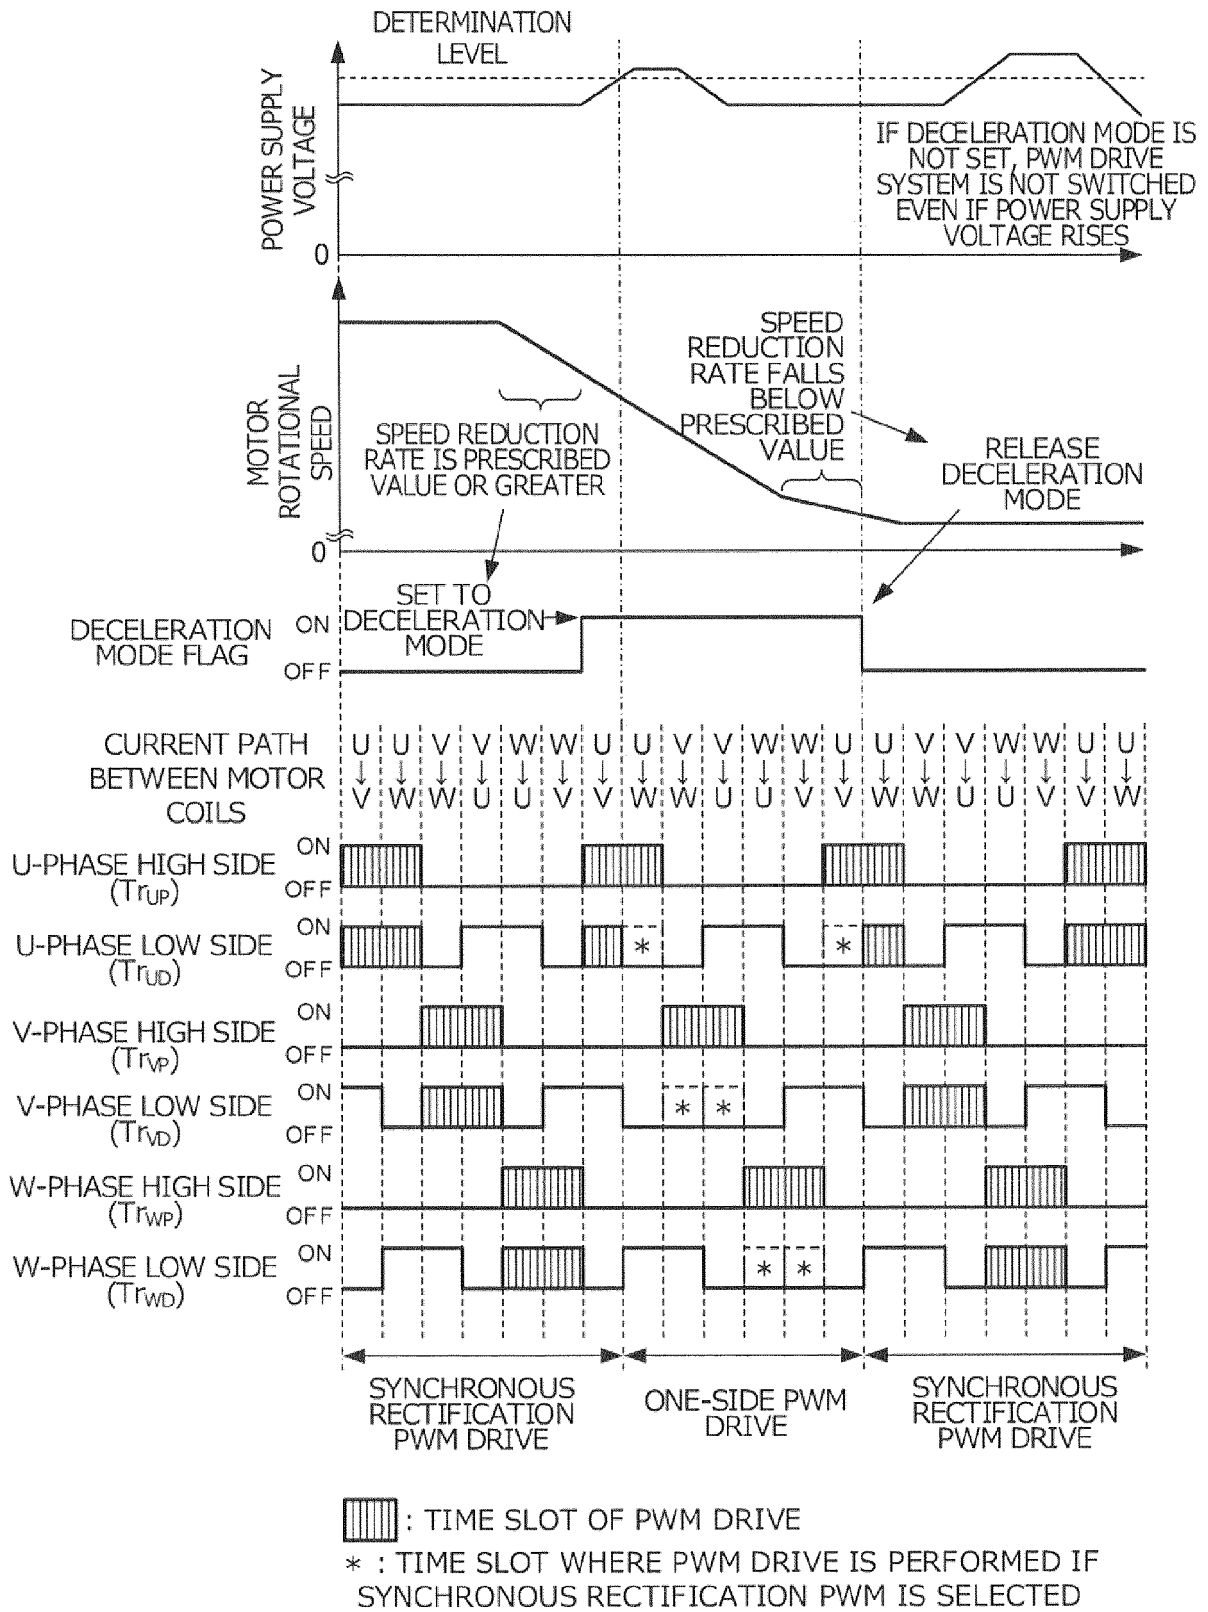 DETERMINATION
LEVEL
POWER SUPPLY
VOLTAGE
0
IF DECELERATION MODE IS
NOT SET, PWM DRIVE
SYSTEM IS NOT SWITCHED
EVEN IF POWER SUPPLY
VOLTAGE RISES
MOTOR
ROTATIONAL
SPEED
0
SPEED REDUCTION
RATE IS PRESCRIBED
VALUE OR GREATER
SPEED
REDUCTION
RATE FALLS
BELOW
PRESCRIBED
VALUE
RELEASE
DECELERATION
MODE
SET TO
DECELERATION
MODE
DECELERATION
MODE FLAG
ON
OFF
CURRENT PATH
BETWEEN MOTOR
COILS
U U V V W W U U V V W W U U V V W W U U
↓ ↓ ↓ ↓ ↓ ↓ ↓ ↓ ↓ ↓ ↓ ↓ ↓ ↓ ↓ ↓ ↓ ↓ ↓ ↓
V W W U U V V W W U U V V W W U U V V W
U-PHASE HIGH SIDE
(TrUP)
ON
OFF
U-PHASE LOW SIDE
(TrUD)
ON
OFF
* *
V-PHASE HIGH SIDE
(TrVP)
ON
OFF
V-PHASE LOW SIDE
(TrVD)
ON
OFF
* *
W-PHASE HIGH SIDE
(TrWP)
ON
OFF
W-PHASE LOW SIDE
(TrWD)
ON
OFF
* *
SYNCHRONOUS
RECTIFICATION
PWM DRIVE
ONE-SIDE PWM
DRIVE
SYNCHRONOUS
RECTIFICATION
PWM DRIVE
: TIME SLOT OF PWM DRIVE
* : TIME SLOT WHERE PWM DRIVE IS PERFORMED IF
SYNCHRONOUS RECTIFICATION PWM IS SELECTED